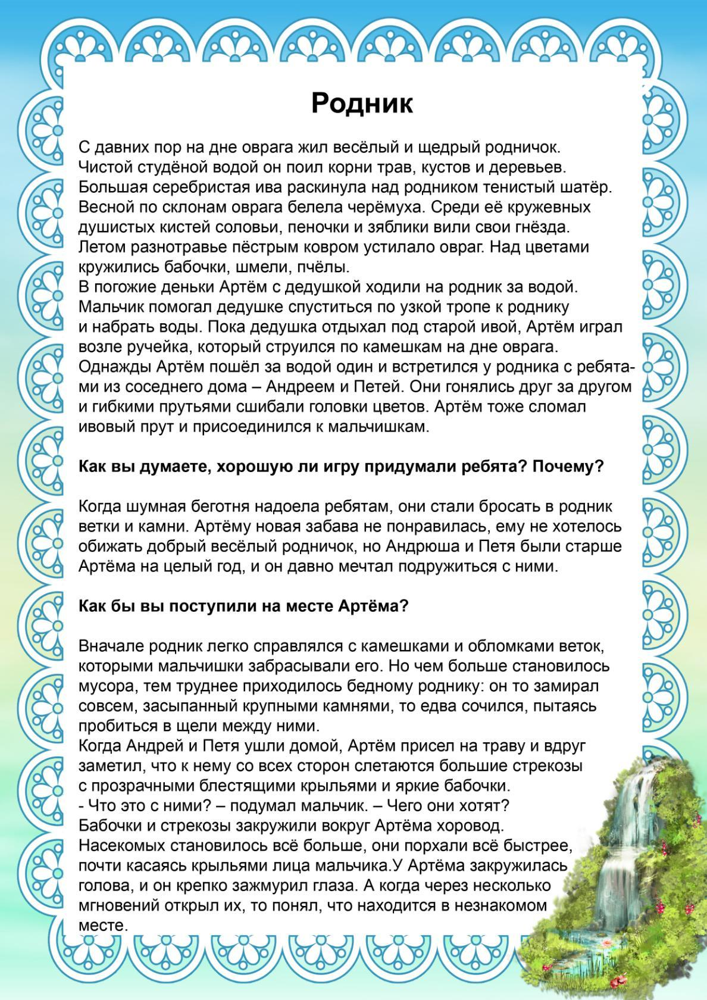 Родник
С давних пор на дне оврага жил весёлый и щедрый родничок.
Чистой студёной водой он поил корни трав, кустов и деревьев.
Большая серебристая ива раскинула над родником тенистый шатёр.
Весной по склонам оврага белела черёмуха. Среди её кружевных
душистых кистей соловьи, пеночки и зяблики вили свои гнёзда.
Летом разнотравье пёстрым ковром устилало овраг. Над цветами
кружились бабочки, шмели, пчёлы.
В погожие деньки Артём с дедушкой ходили на родник за водой.
Мальчик помогал дедушке спуститься по узкой тропе к роднику
и набрать воды. Пока дедушка отдыхал под старой ивой, Артём играл
возле ручейка, который струился по камешкам на дне оврага.
Однажды Артём пошёл за водой один и встретился у родника с ребята-
ми из соседнего дома – Андреем и Петей. Они гонялись друг за другом
и гибкими прутьями сшибали головки цветов. Артём тоже сломал
ивовый прут и присоединился к мальчишкам.
Как вы думаете, хорошую ли игру придумали ребята? Почему?
Когда шумная беготня надоела ребятам, они стали бросать в родник
ветки и камни. Артёму новая забава не понравилась, ему не хотелось
обижать добрый весёлый родничок, но Андрюша и Петя были старше
Артёма на целый год, и он давно мечтал подружиться с ними.
Как бы вы поступили на месте Артёма?
Вначале родник легко справлялся с камешками и обломками веток,
которыми мальчишки забрасывали его. Но чем больше становилось
мусора, тем труднее приходилось бедному роднику: он то замирал
совсем, засыпанный крупными камнями, то едва сочился, пытаясь
пробиться в щели между ними.
Когда Андрей и Петя ушли домой, Артём присел на траву и вдруг
заметил, что к нему со всех сторон слетаются большие стрекозы
с прозрачными блестящими крыльями и яркие бабочки.
- Что это с ними? – подумал мальчик. – Чего они хотят?
Бабочки и стрекозы закружили вокруг Артёма хоровод.
Насекомых становилось всё больше, они порхали всё быстрее,
почти касаясь крыльями лица мальчика.У Артёма закружилась
голова, и он крепко зажмурил глаза. А когда через несколько
мгновений открыл их, то понял, что находится в незнакомом
месте.